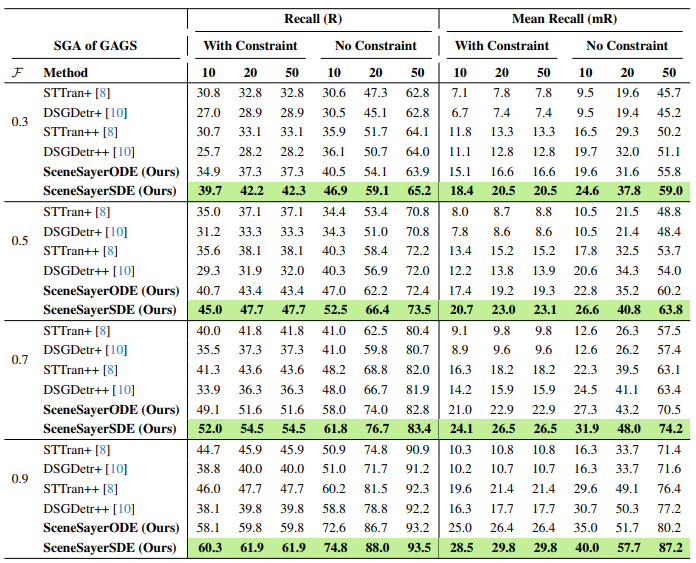 Recall (R) Mean Recall (mR)
SGA of GAGS With Constraint No Constraint With Constraint No Constraint
F Method 10 20 50 10 20 50 10 20 50 10 20 50
0.3
STTran+ [8] 30.8 32.8 32.8 30.6 47.3 62.8 7.1 7.8 7.8 9.5 19.6 45.7
DSGDetr+ [10] 27.0 28.9 28.9 30.5 45.1 62.8 6.7 7.4 7.4 9.5 19.4 45.2
STTran++ [8] 30.7 33.1 33.1 35.9 51.7 64.1 11.8 13.3 13.3 16.5 29.3 50.2
DSGDetr++ [10] 25.7 28.2 28.2 36.1 50.7 64.0 11.1 12.8 12.8 19.7 32.0 51.1
SceneSayerODE (Ours) 34.9 37.3 37.3 40.5 54.1 63.9 15.1 16.6 16.6 19.6 31.6 55.8
SceneSayerSDE (Ours) 39.7 42.2 42.3 46.9 59.1 65.2 18.4 20.5 20.5 24.6 37.8 59.0
0.5
STTran+ [8] 35.0 37.1 37.1 34.4 53.4 70.8 8.0 8.7 8.8 10.5 21.5 48.8
DSGDetr+ [10] 31.2 33.3 33.3 34.3 51.0 70.8 7.8 8.6 8.6 10.5 21.4 48.4
STTran++ [8] 35.6 38.1 38.1 40.3 58.4 72.2 13.4 15.2 15.2 17.8 32.5 53.7
DSGDetr++ [10] 29.3 31.9 32.0 40.3 56.9 72.0 12.2 13.8 13.9 20.6 34.3 54.0
SceneSayerODE (Ours) 40.7 43.4 43.4 47.0 62.2 72.4 17.4 19.2 19.3 22.8 35.2 60.2
SceneSayerSDE (Ours) 45.0 47.7 47.7 52.5 66.4 73.5 20.7 23.0 23.1 26.6 40.8 63.8
0.7
STTran+ [8] 40.0 41.8 41.8 41.0 62.5 80.4 9.1 9.8 9.8 12.6 26.3 57.5
DSGDetr+ [10] 35.5 37.3 37.3 41.0 59.8 80.7 8.9 9.6 9.6 12.6 26.2 57.4
STTran++ [8] 41.3 43.6 43.6 48.2 68.8 82.0 16.3 18.2 18.2 22.3 39.5 63.1
DSGDetr++ [10] 33.9 36.3 36.3 48.0 66.7 81.9 14.2 15.9 15.9 24.5 41.1 63.4
SceneSayerODE (Ours) 49.1 51.6 51.6 58.0 74.0 82.8 21.0 22.9 22.9 27.3 43.2 70.5
SceneSayerSDE (Ours) 52.0 54.5 54.5 61.8 76.7 83.4 24.1 26.5 26.5 31.9 48.0 74.2
0.9
STTran+ [8] 44.7 45.9 45.9 50.9 74.8 90.9 10.3 10.8 10.8 16.3 33.7 71.4
DSGDetr+ [10] 38.8 40.0 40.0 51.0 71.7 91.2 10.2 10.7 10.7 16.3 33.7 71.6
STTran++ [8] 46.0 47.7 47.7 60.2 81.5 92.3 19.6 21.4 21.4 29.6 49.1 76.4
DSGDetr++ [10] 38.1 39.8 39.8 58.8 78.8 92.2 16.3 17.7 17.7 30.7 50.3 77.2
SceneSayerODE (Ours) 58.1 59.8 59.8 72.6 86.7 93.2 25.0 26.4 26.4 35.0 51.7 80.2
SceneSayerSDE (Ours) 60.3 61.9 61.9 74.8 88.0 93.5 28.5 29.8 29.8 40.0 57.7 87.2